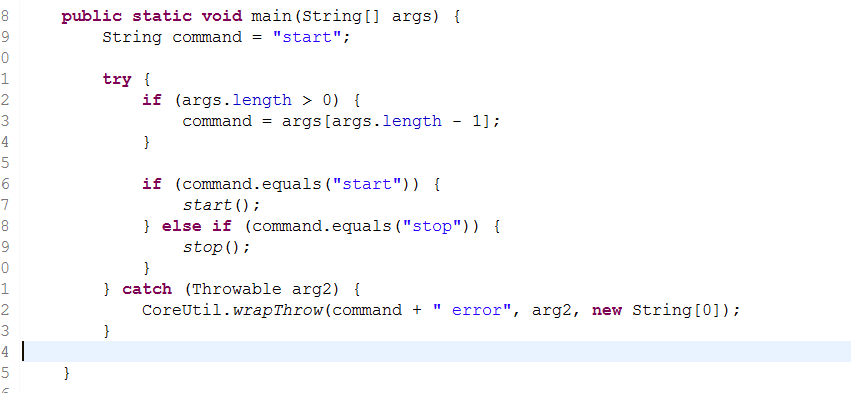 8 public static void main(String[] args) {
9 String command = "start";
0
1 try {
2 if (args.length > 0) {
3 command = args[args.length - 1];
4 }
5
6 if (command.equals("start")) {
7 start();
8 } else if (command.equals("stop")) {
9 stop();
0 }
1 } catch (Throwable arg2) {
2 CoreUtil.wrapThrow(command + " error", arg2, new String[0]);
3 }
4
5 }